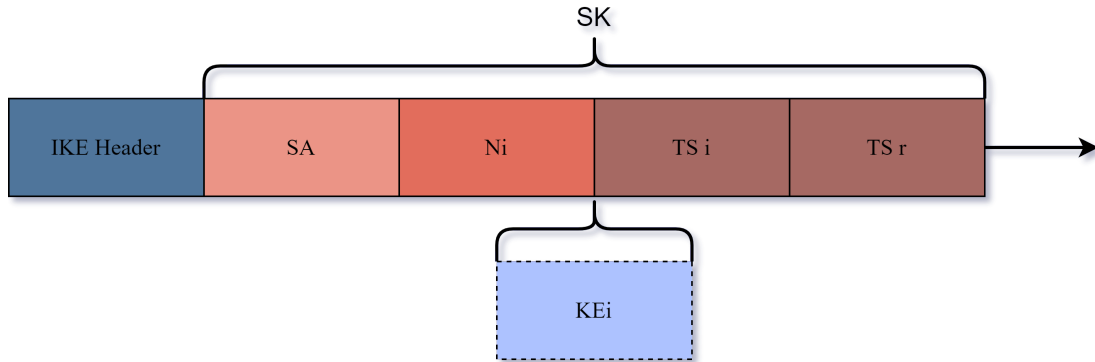 SK
IKE Header
SA
Ni
TS i
TS r
KEi